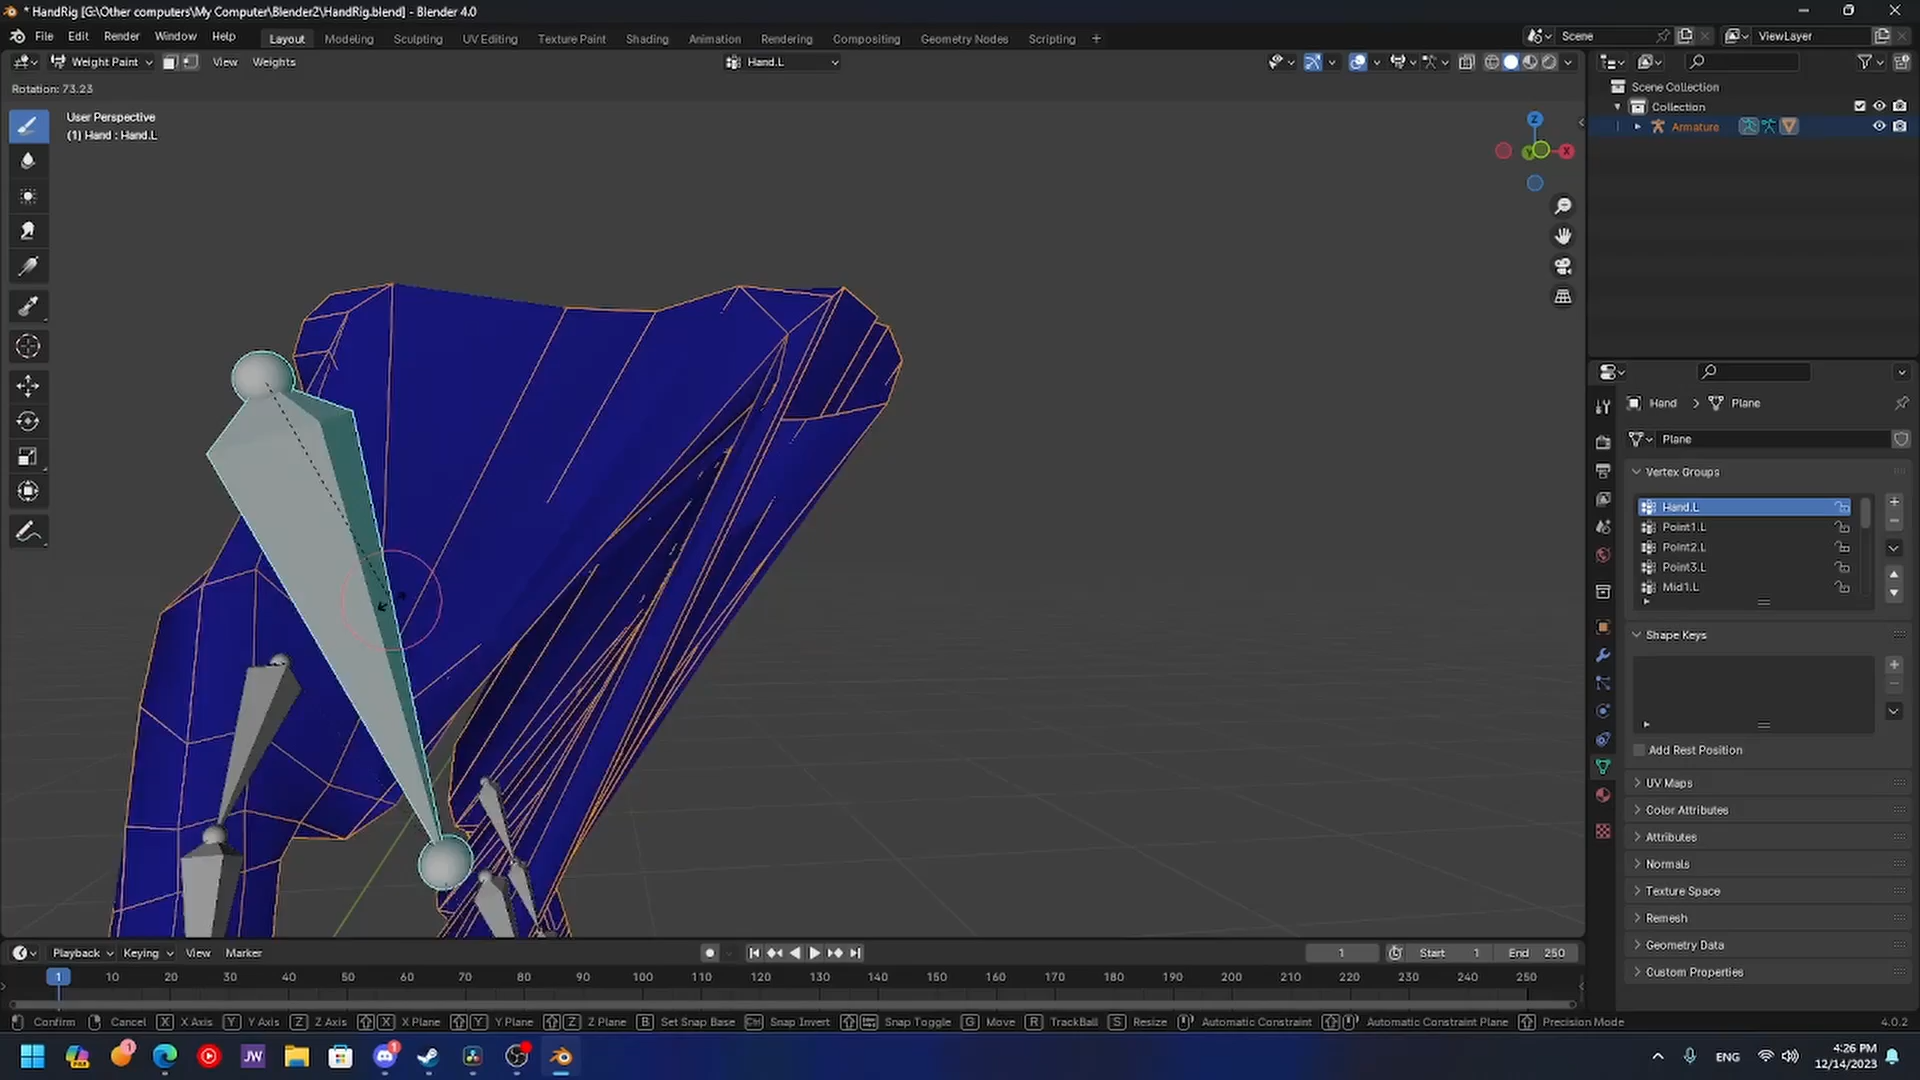 * HandRig [G:\Other computers\My Computer\Blender2\HandRig.blend] - Blender 4.0
File Edit Render Window Help
Layout Modeling Sculpting UV Editing Texture Paint Shading Animation Rendering Compositing Geometry Nodes Scripting +
Scene
ViewLayer
Weight Paint View Weights
Hand.L
Rotation: 73.23
User Perspective
(1) Hand : Hand.L
Z
X
Y
Scene Collection
Collection
Armature
Hand > Plane
Plane
Vertex Groups
Hand.L
Point1.L
Point2.L
Point3.L
Mid1.L
Shape Keys
Add Rest Position
UV Maps
Color Attributes
Attributes
Normals
Texture Space
Remesh
Geometry Data
Custom Properties
Playback Keying View Marker
1
Start 1
End 250
1 10 20 30 40 50 60 70 80 90 100 110 120 130 140 150 160 170 180 190 200 210 220 230 240 250
Confirm Cancel X X Axis Y Y Axis Z Z Axis X X Plane Y Y Plane Z Z Plane B Set Snap Base Ctrl Snap Invert Snap Toggle G Move R TrackBall S Resize Automatic Constraint Automatic Constraint Plane Precision Mode
4.0.2
1
JW
1
ENG
4:26 PM
12/14/2023